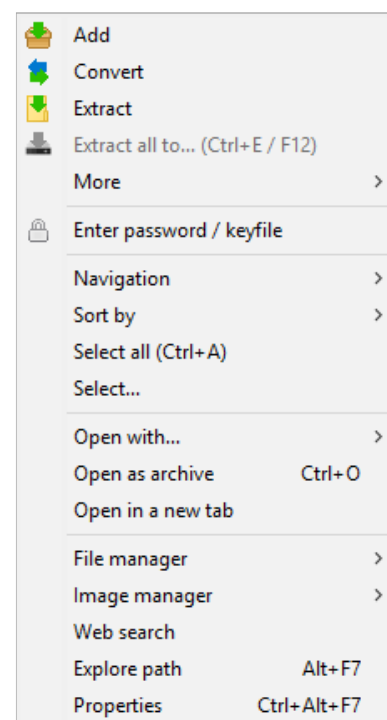 Add
Convert
Extract
Extract all to... (Ctrl+E / F12)
More
Enter password / keyfile
Navigation
Sort by
Select all (Ctrl+A)
Select...
Open with...
Open as archive Ctrl+O
Open in a new tab
File manager
Image manager
Web search
Explore path Alt+F7
Properties Ctrl+Alt+F7